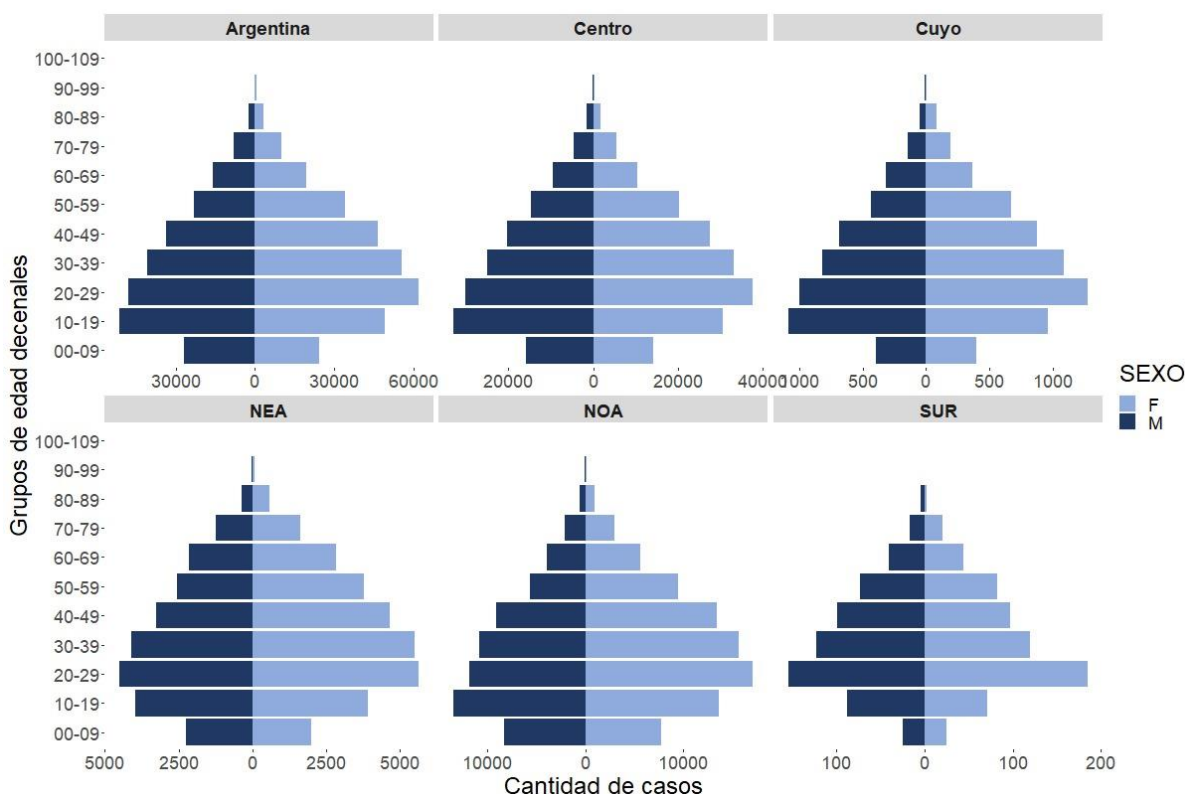 Argentina
Centro
Cuyo
100-109
90-99
80-89
70-79
60-69
50-59
40-49
30-39
20-29
10-19
00-09
30000 0 30000 60000
20000 0 20000 40000
1000 500 0 500 1000
NEA
NOA
SUR
100-109
90-99
80-89
70-79
60-69
50-59
40-49
30-39
20-29
10-19
00-09
5000 2500 0 2500 5000
10000 0 10000
100 0 100 200
Grupos de edad decenales
Cantidad de casos
SEXO
F
M